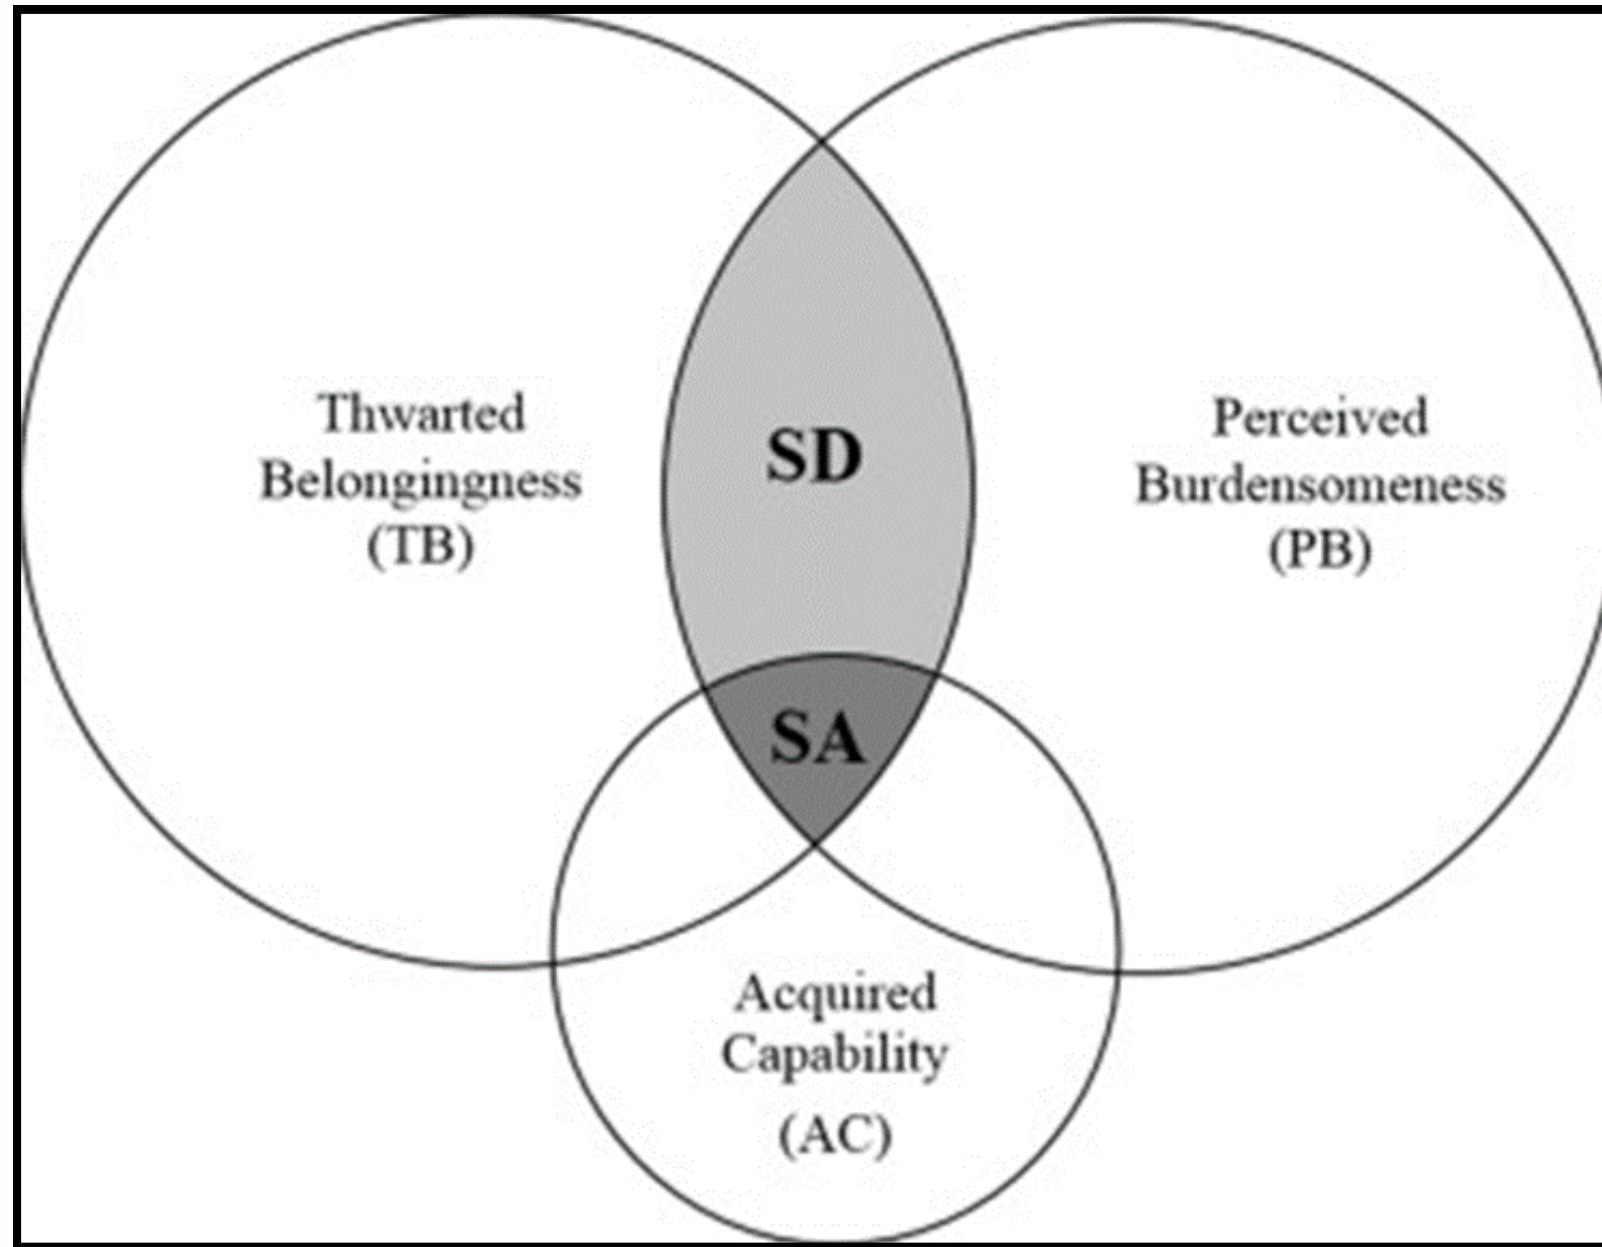 Thwarted
Belongingness
(TB)
SD
Perceived
Burdensomeness
(PB)
SA
Acquired
Capability
(AC)